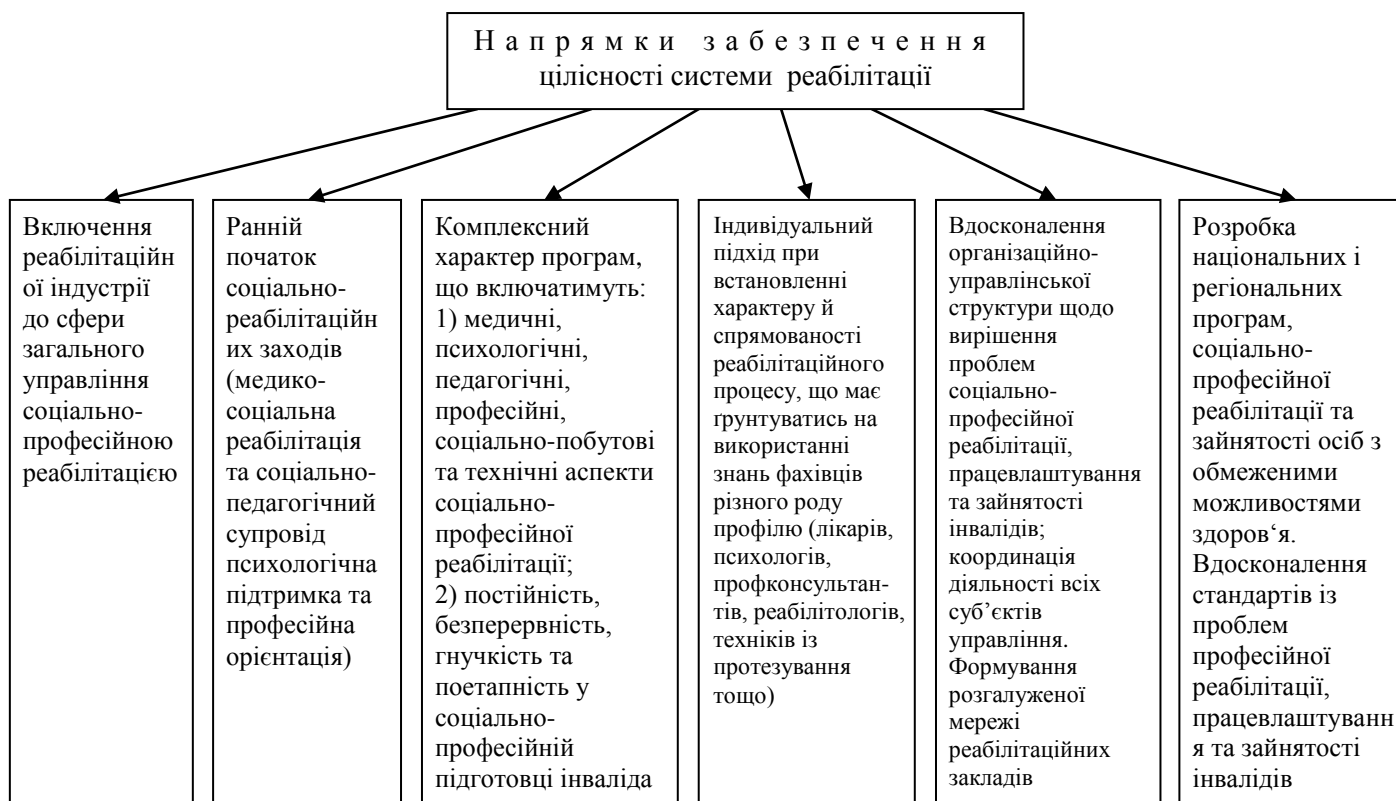 Напрямки забезпечення
цілісності системи реабілітації
Включення
реабілітаційн
ої індустрії
до сфери
загального
управління
соціально-
професійною
реабілітацією
Ранній
початок
соціально-
реабілітаційн
их заходів
(медико-
соціальна
реабілітація
та соціально-
педагогічний
супровід
психологічна
підтримка та
професійна
орієнтація)
Комплексний
характер програм,
що включатимуть:
1) медичні,
психологічні,
педагогічні,
професійні,
соціально-побутові
та технічні аспекти
соціально-
професійної
реабілітації;
2) постійність,
безперервність,
гнучкість та
поетапність у
соціально-
професійній
підготовці інваліда
Індивідуальний
підхід при
встановленні
характеру й
спрямованості
реабілітаційного
процесу, що має
ґрунтуватись на
використанні
знань фахівців
різного роду
профілю (лікарів,
психологів,
профконсультан-
тів, реабілітологів,
техніків із
протезування
тощо)
Вдосконалення
організаційно-
управлінської
структури щодо
вирішення
проблем
соціально-
професійної
реабілітації,
працевлаштування
та зайнятості
інвалідів;
координація
діяльності всіх
суб’єктів
управління.
Формування
розгалуженої
мережі
реабілітаційних
закладів
Розробка
національних і
регіональних
програм,
соціально-
професійної
реабілітації та
зайнятості осіб з
обмеженими
можливостями
здоров‘я.
Вдосконалення
стандартів із
проблем
професійної
реабілітації,
працевлаштуванн
я та зайнятості
інвалідів